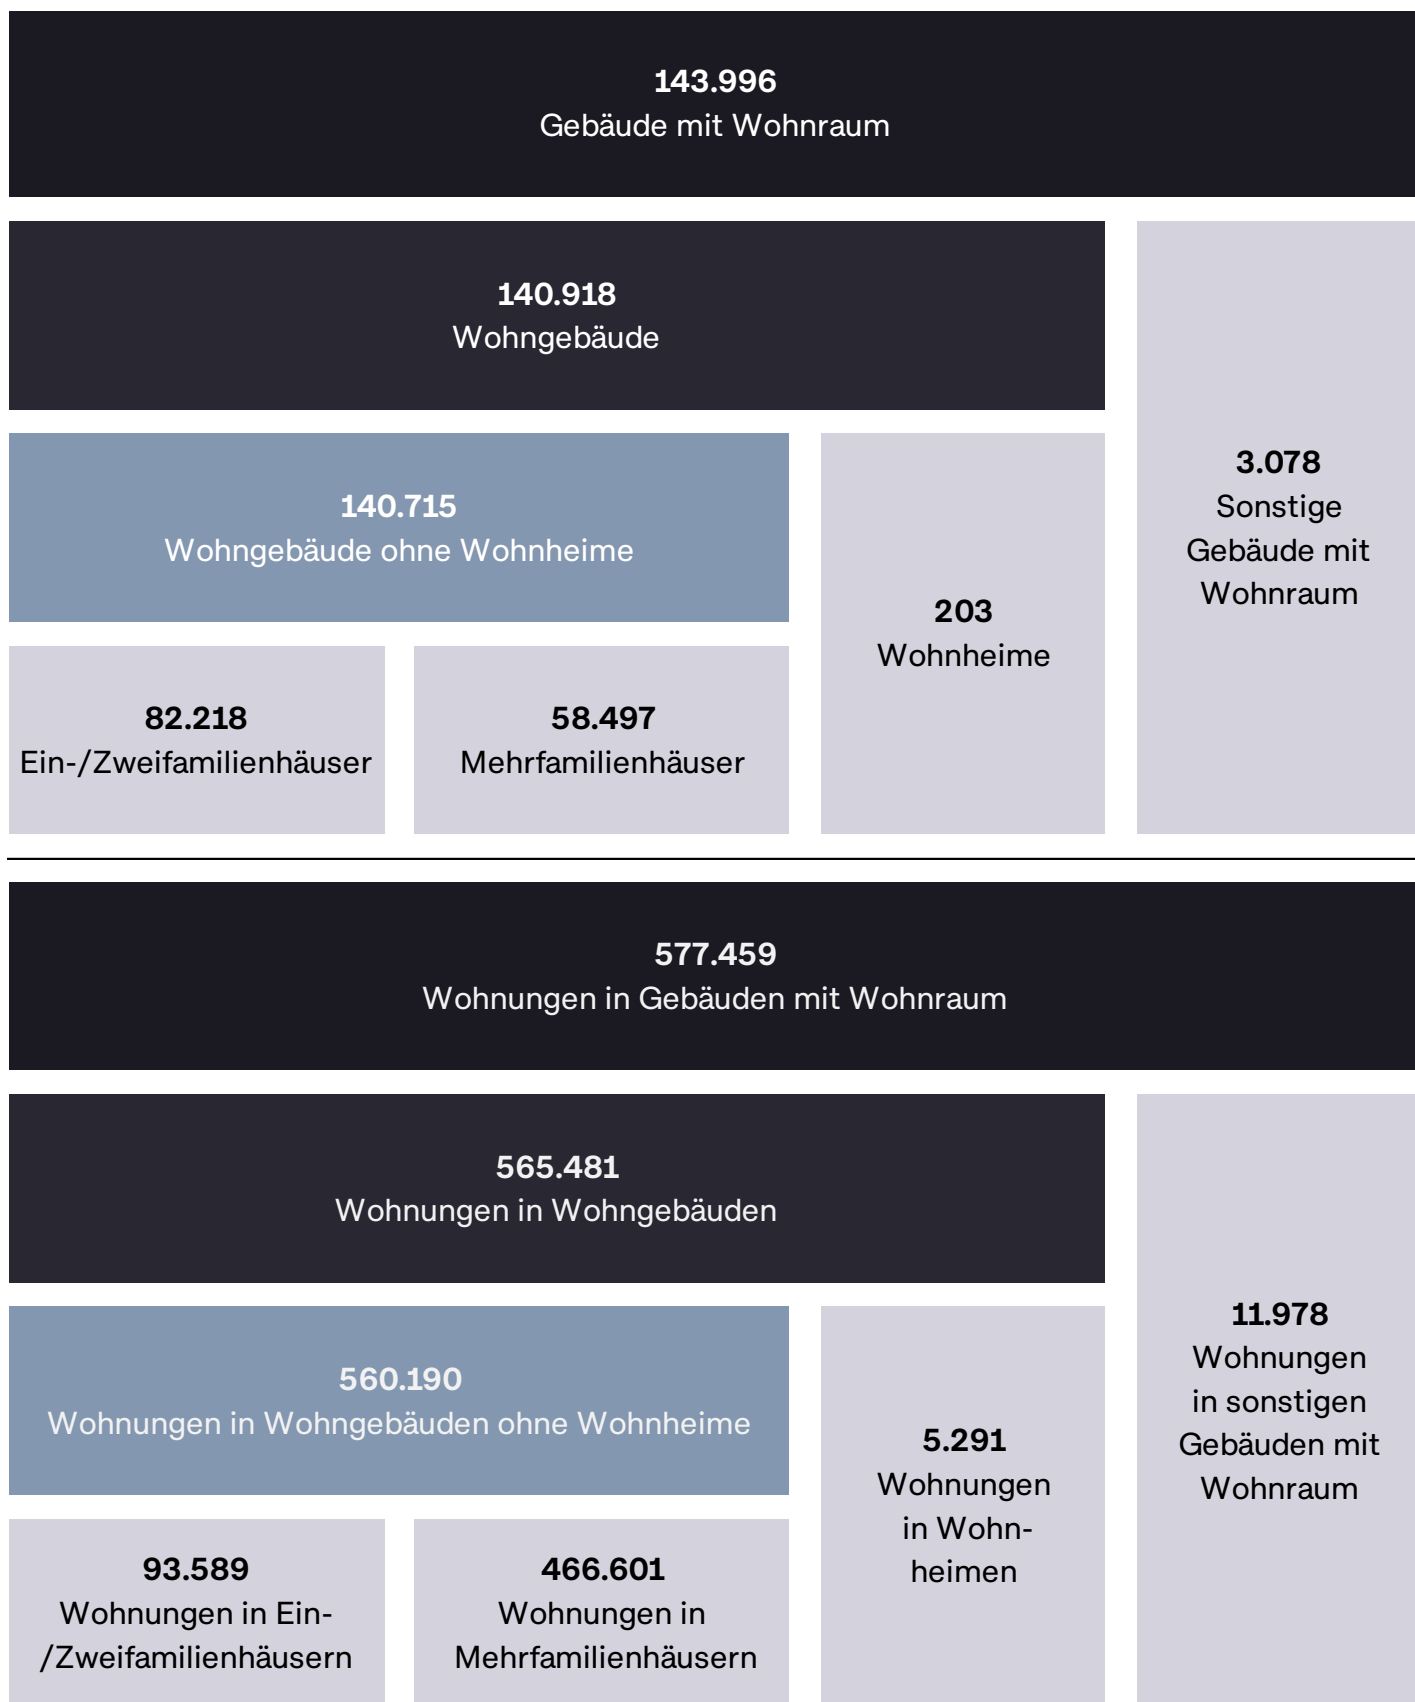 143.996
Gebäude mit Wohnraum
140.918
Wohngebäude
3.078
Sonstige
Gebäude mit
Wohnraum
140.715
Wohngebäude ohne Wohnheime
203
Wohnheime
82.218
Ein-/Zweifamilienhäuser
58.497
Mehrfamilienhäuser
577.459
Wohnungen in Gebäuden mit Wohnraum
565.481
Wohnungen in Wohngebäuden
11.978
Wohnungen
in sonstigen
Gebäuden mit
Wohnraum
560.190
Wohnungen in Wohngebäuden ohne Wohnheime
5.291
Wohnungen
in Wohn-
heimen
93.589
Wohnungen in Ein-
/Zweifamilienhäusern
466.601
Wohnungen in
Mehrfamilienhäusern